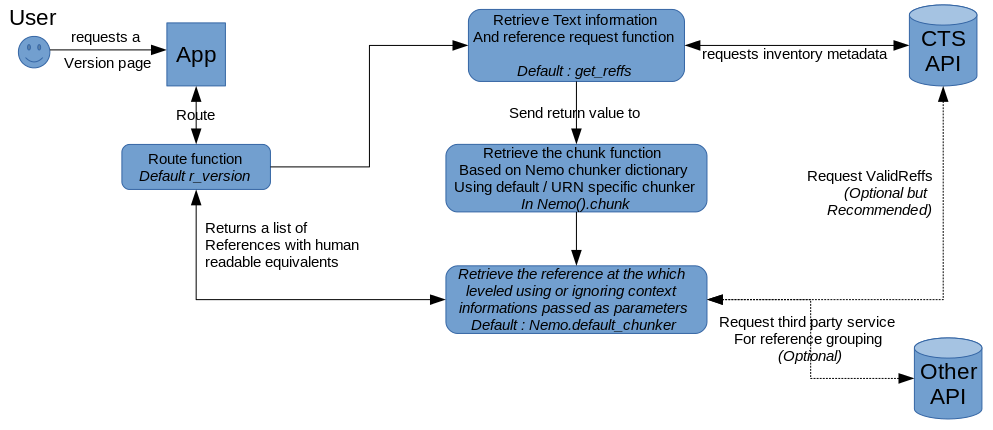 User
requests a
Version page
App
Route
Route function
Default r_version
Returns a list of
References with human
readable equivalents
Retrieve Text information
And reference request function
Default : get_reffs
requests inventory metadata
CTS
API
Send return value to
Retrieve the chunk function
Based on Nemo chunker dictionary
Using default / URN specific chunker
In Nemo().chunk
Request ValidReffs
(Optional but
Recommended)
Retrieve the reference at the which
leveled using or ignoring context
informations passed as parameters
Default : Nemo.default_chunker
Request third party service
For reference grouping
(Optional)
Other
API